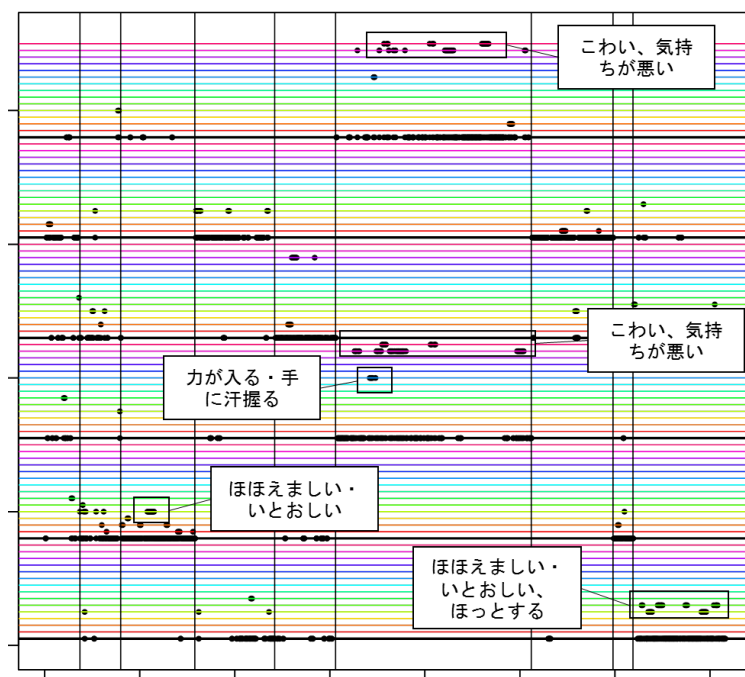 こわい、気持
ちが悪い
こわい、気持
ちが悪い
力が入る・手
に汗握る
ほほえましい・
いとおしい
ほほえましい・
いとおしい、
ほっとする